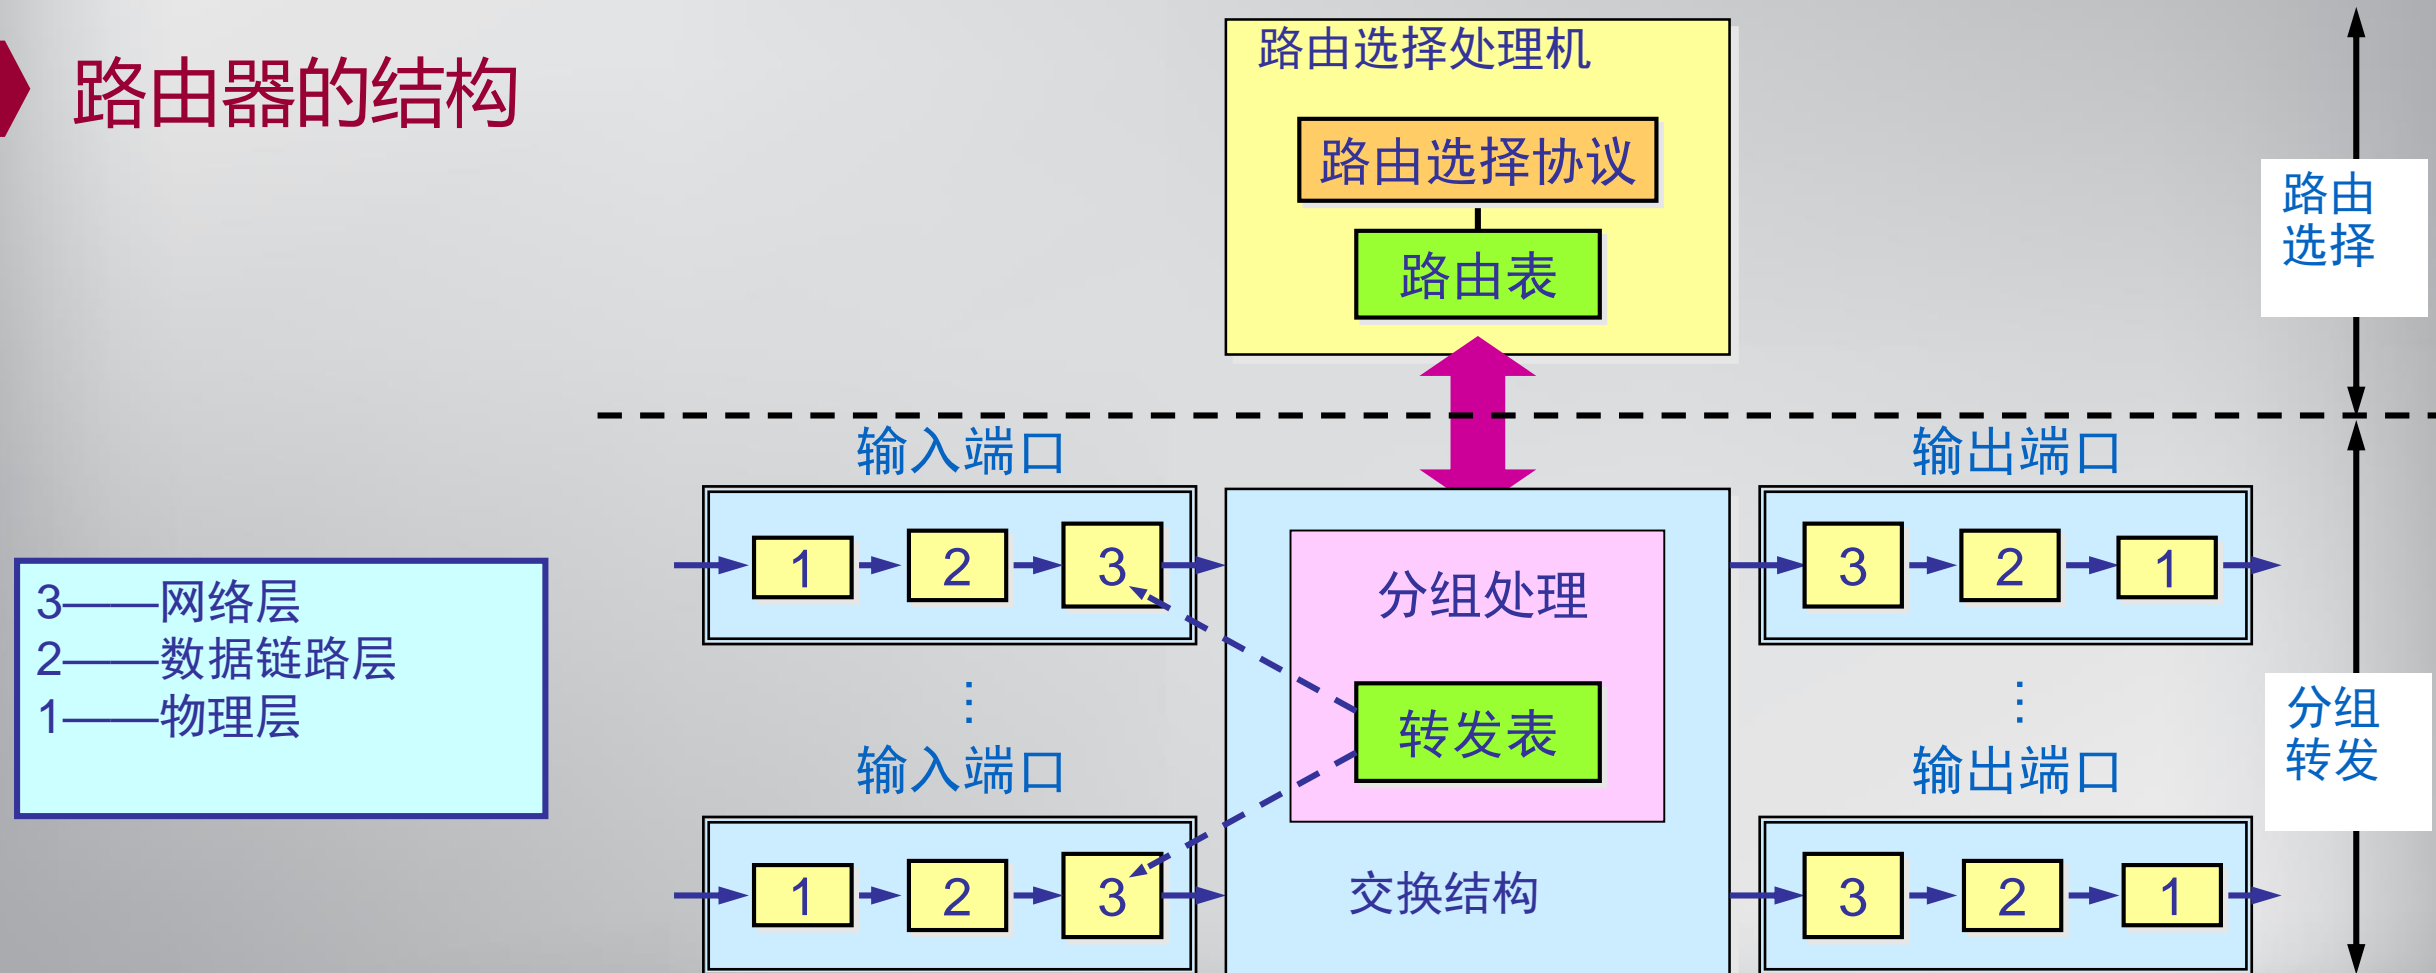 路由器的结构
路由选择处理机
路由选择协议
路由表
路由
选择
输入端口
输出端口
1
2
3
3
2
1
分组处理
转发表
交换结构
3——网络层
2——数据链路层
1——物理层
⋮
⋮
输入端口
输出端口
1
2
3
3
2
1
分组
转发